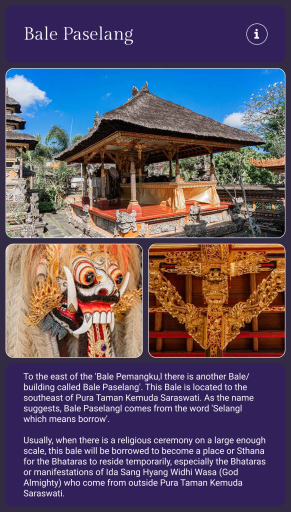 Bale Paselang
i
To the east of the 'Bale Pemangku,l there is another Bale/
building called Bale Paselang'. This Bale is located to the
southeast of Pura Taman Kemuda Saraswati. As the name
suggests, Bale Paselangl comes from the word 'Selangl
which means borrow'.
Usually, when there is a religious ceremony on a large enough
scale, this bale will be borrowed to become a place or Sthana
for the Bhataras to reside temporarily, especially the Bhataras
or manifestations of Ida Sang Hyang Widhi Wasa (God
Almighty) who come from outside Pura Taman Kemuda
Saraswati.